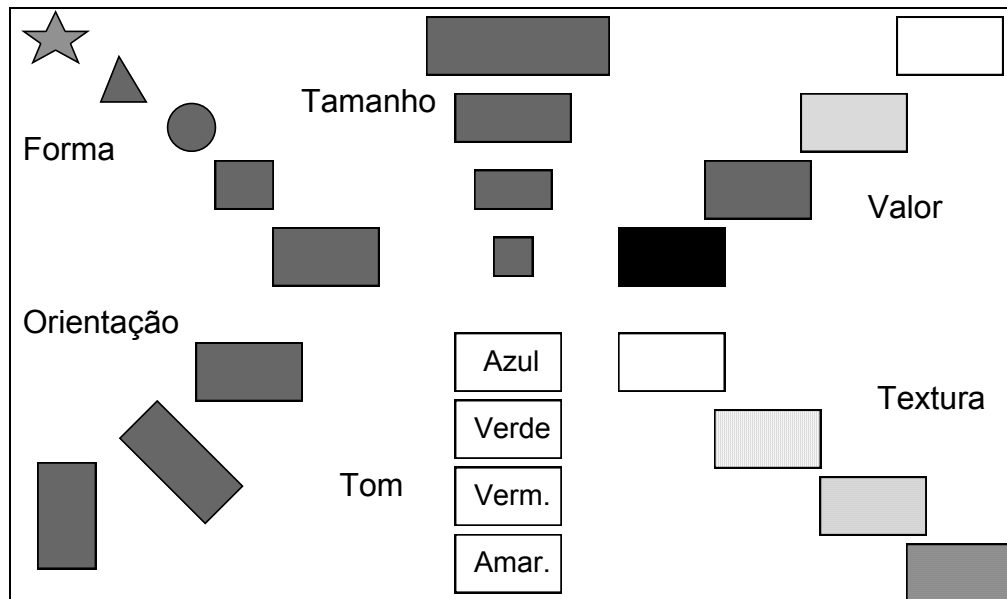 Tamanho
Forma
Valor
Orientação
Azul
Textura
Verde
Tom
Verm.
Amar.